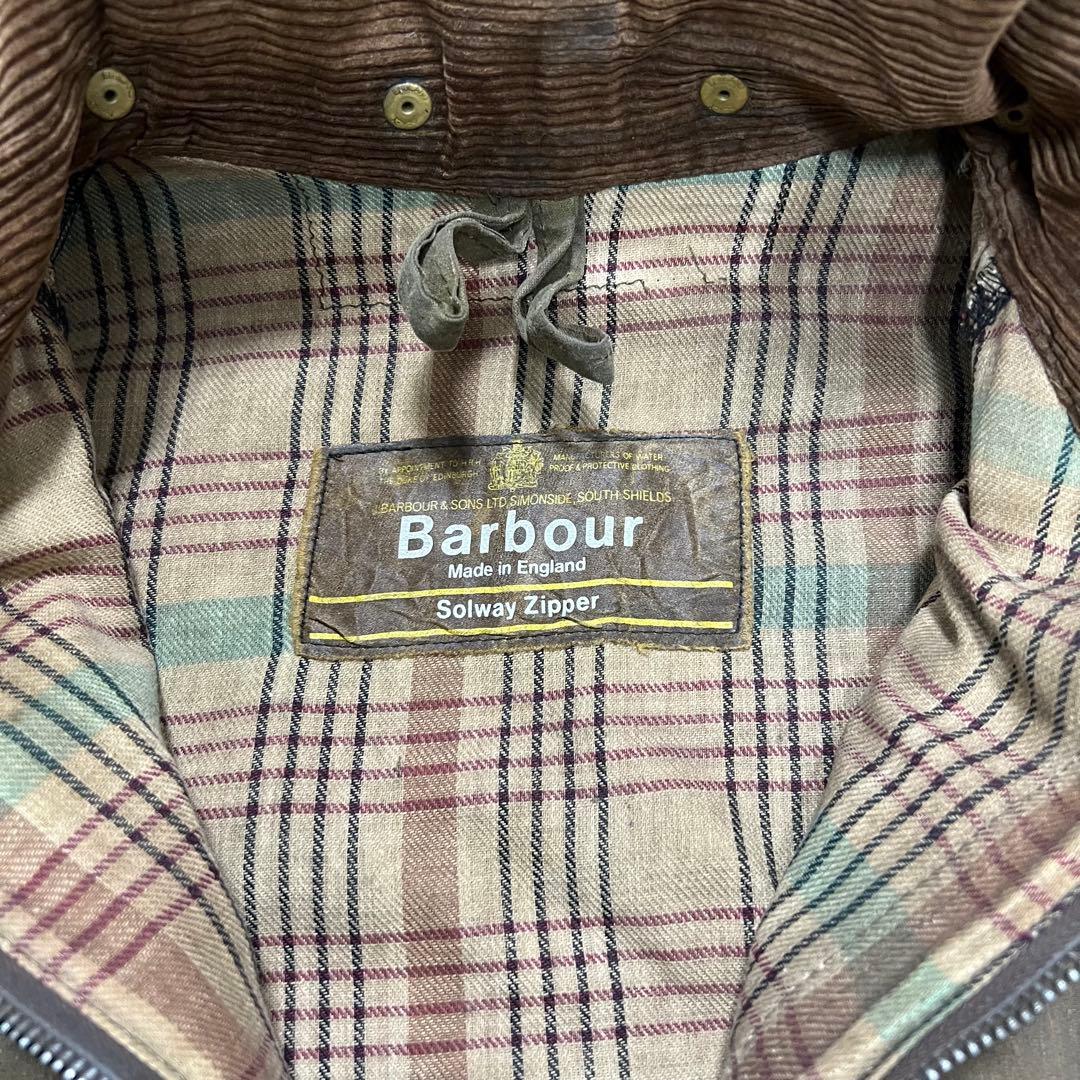 BY APPOINTMENT TO H R H
THE DUKE OF EDINBURGH
MANUFACTURERS OF WATER
PROOF & PROTECTIVE CLOTHING
J.BARBOUR & SONS LTD, SIMONSIDE, SOUTH SHIELDS
Barbour
Made in England
Solway Zipper